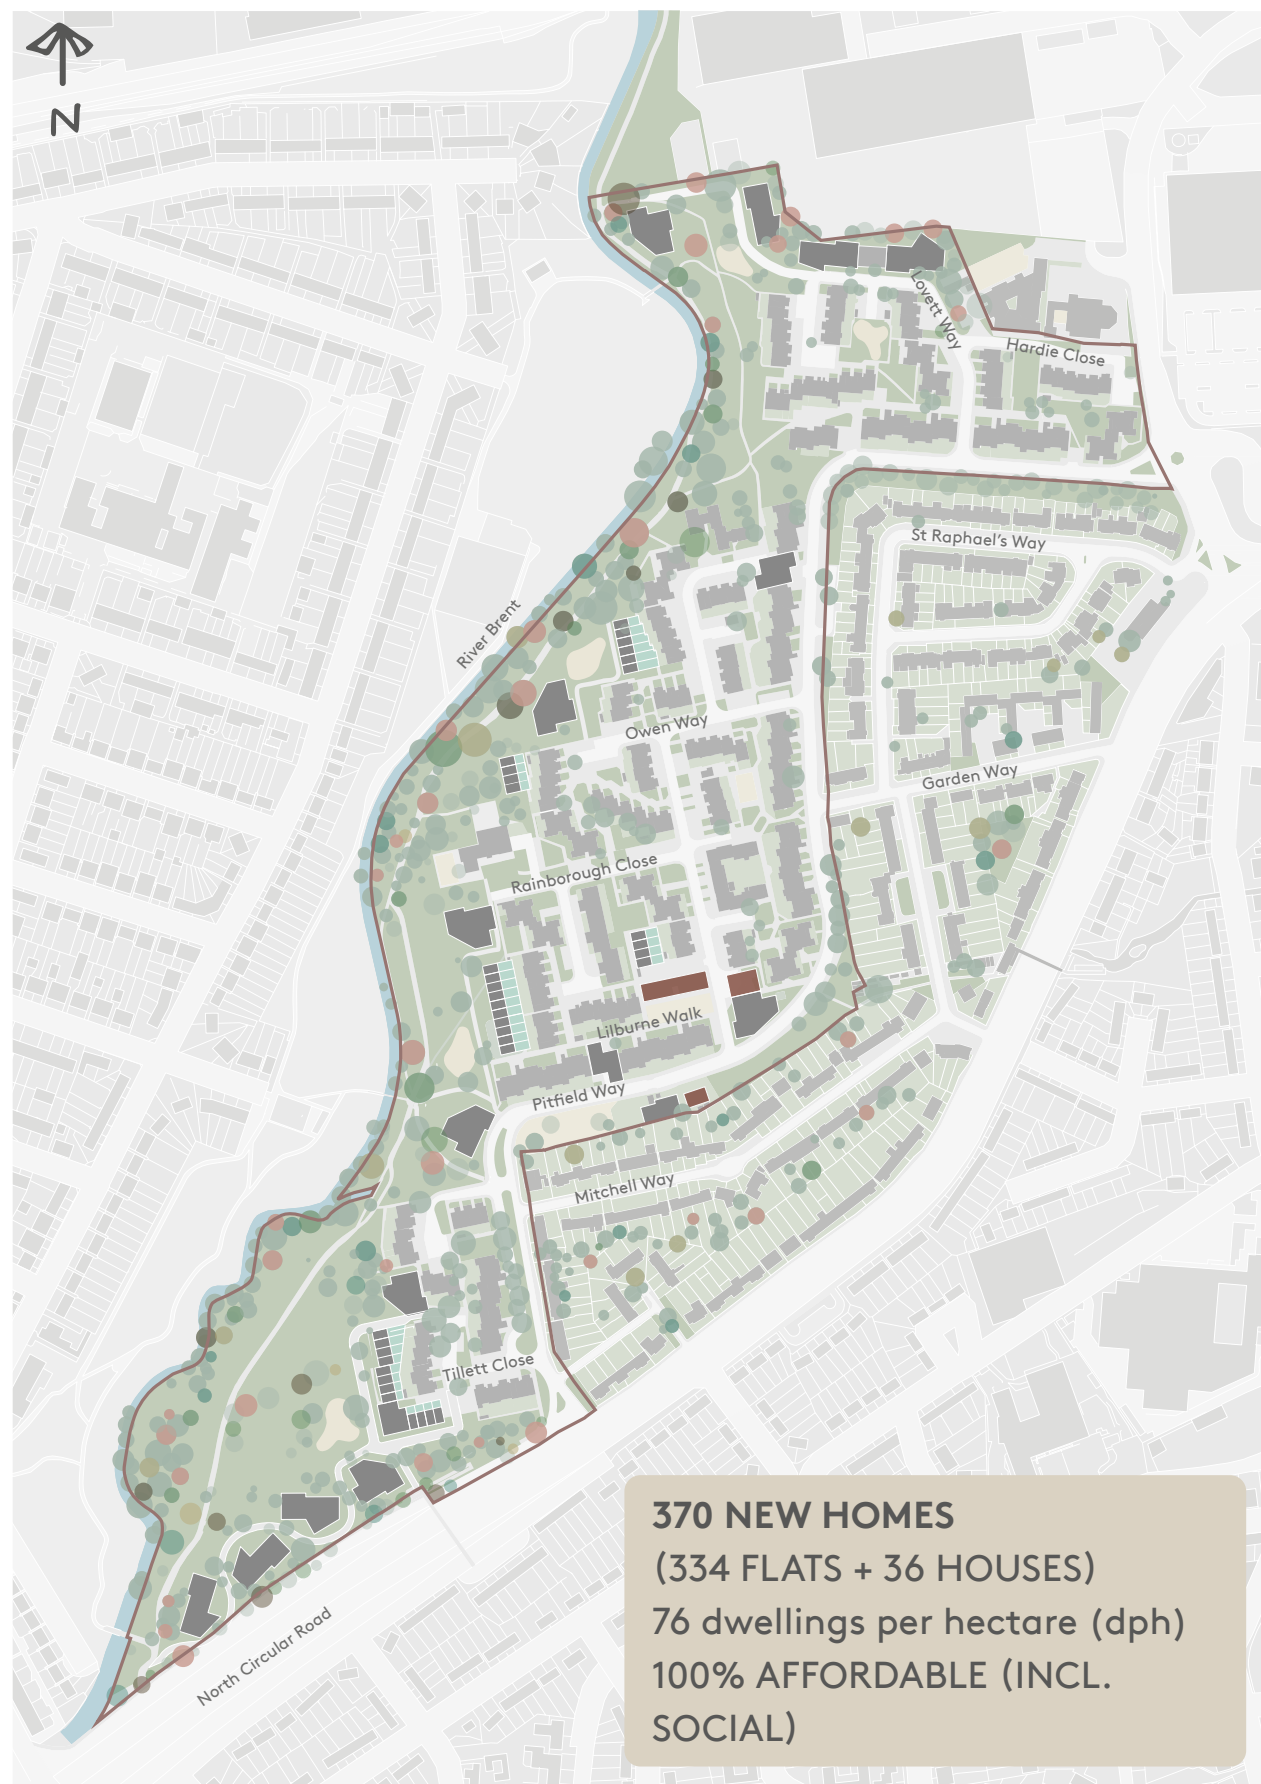 N
Lovett Way
Hardie Close
St Raphael's Way
River Brent
Owen Way
Garden Way
Rainborough Close
Lilburne Walk
Pitfield Way
Mitchell Way
Tillett Close
North Circular Road
370 NEW HOMES
(334 FLATS + 36 HOUSES)
76 dwellings per hectare (dph)
100% AFFORDABLE (INCL.
SOCIAL)